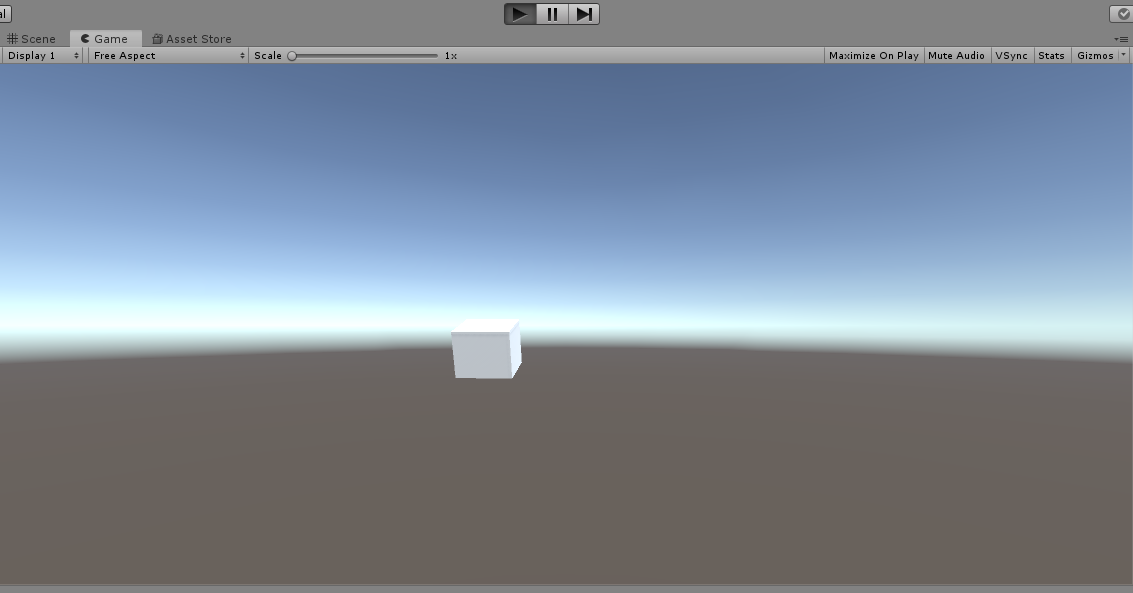 al
Scene Game Asset Store
Display 1 Free Aspect Scale 1x Maximize On Play Mute Audio VSync Stats Gizmos